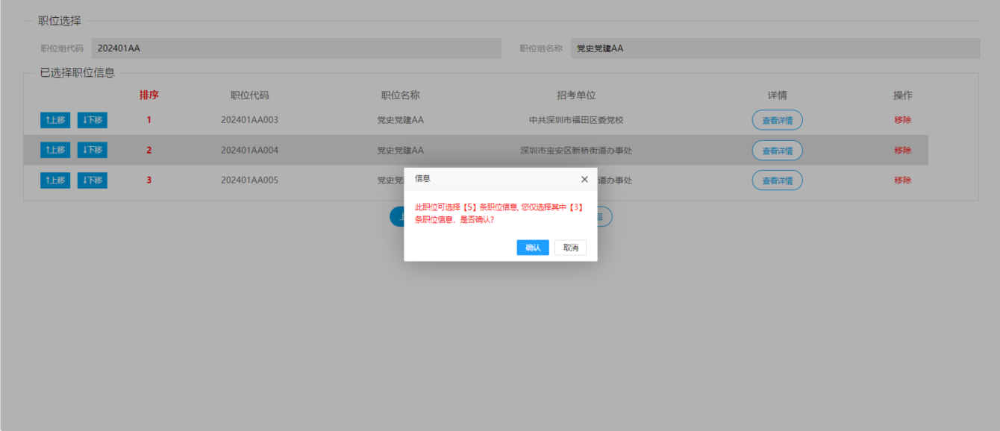 职位选择
职位组代码 202401AA 职位组名称 党史党建AA
已选择职位信息
排序 职位代码 职位名称 招考单位 详情 操作
↑上移 ↓下移 1 202401AA003 党史党建AA 中共深圳市福田区委党校 查看详情 移除
↑上移 ↓下移 2 202401AA004 党史党建AA 深圳市宝安区新桥街道办事处 查看详情 移除
↑上移 ↓下移 3 202401AA005 党史党 道办事处 查看详情 移除
信息
此职位可选择【5】条职位信息, 您仅选择其中【3】
条职位信息，是否确认?
确认 取消